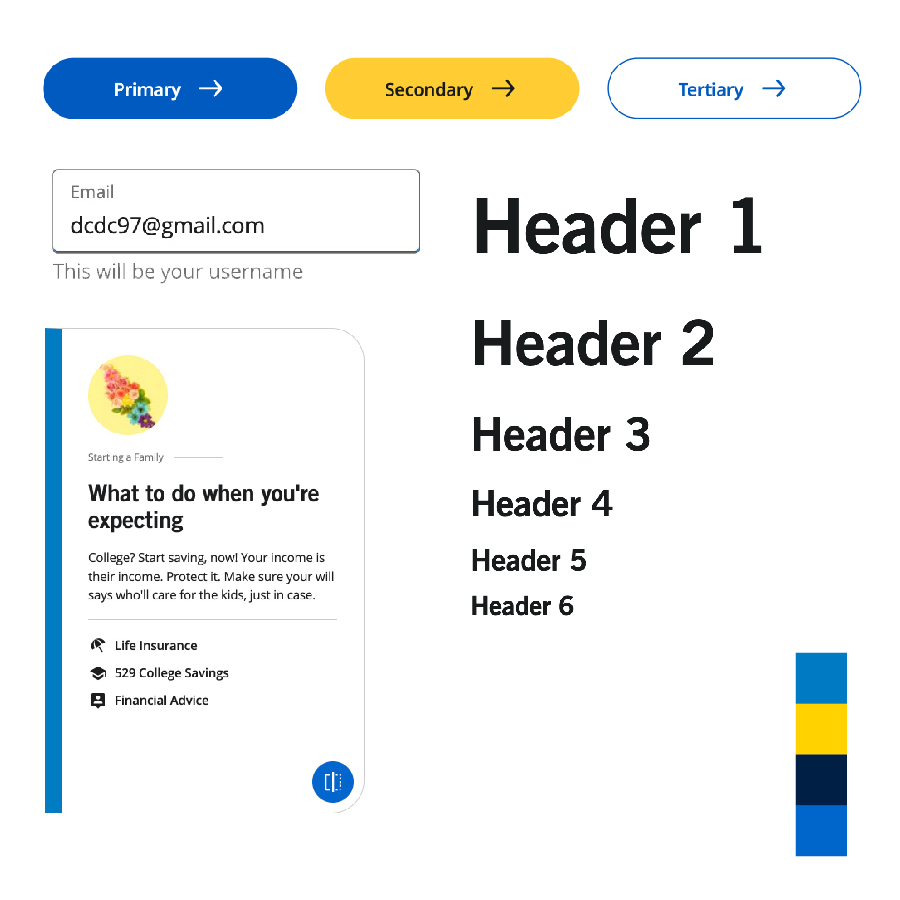 Primary
Secondary
Tertiary
Email
dcdc97@gmail.com
This will be your username
Header 1
Header 2
Header 3
Header 4
Header 5
Header 6
Starting a Family
What to do when you're
expecting
College? Start saving, now! Your income is
their income. Protect it. Make sure your will
says who'll care for the kids, just in case.
Life Insurance
529 College Savings
Financial Advice